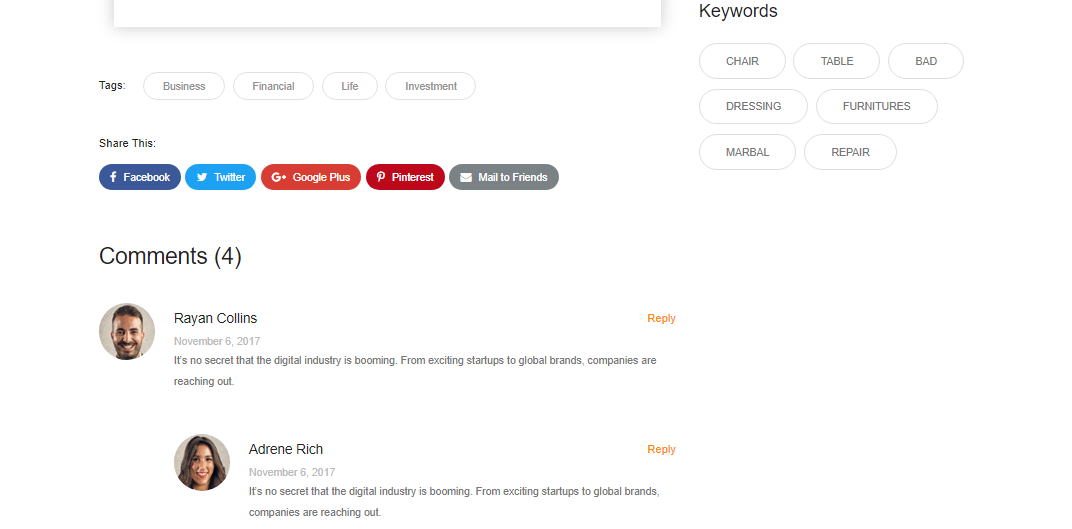 Keywords
CHAIR TABLE BAD
DRESSING FURNITURES
MARBAL REPAIR
Tags: Business Financial Life Investment
Share This:
Facebook Twitter Google Plus Pinterest Mail to Friends
Comments (4)
Rayan Collins Reply
November 6, 2017
It's no secret that the digital industry is booming. From exciting startups to global brands, companies are
reaching out.
Adrene Rich Reply
November 6, 2017
It's no secret that the digital industry is booming. From exciting startups to global brands,
companies are reaching out.